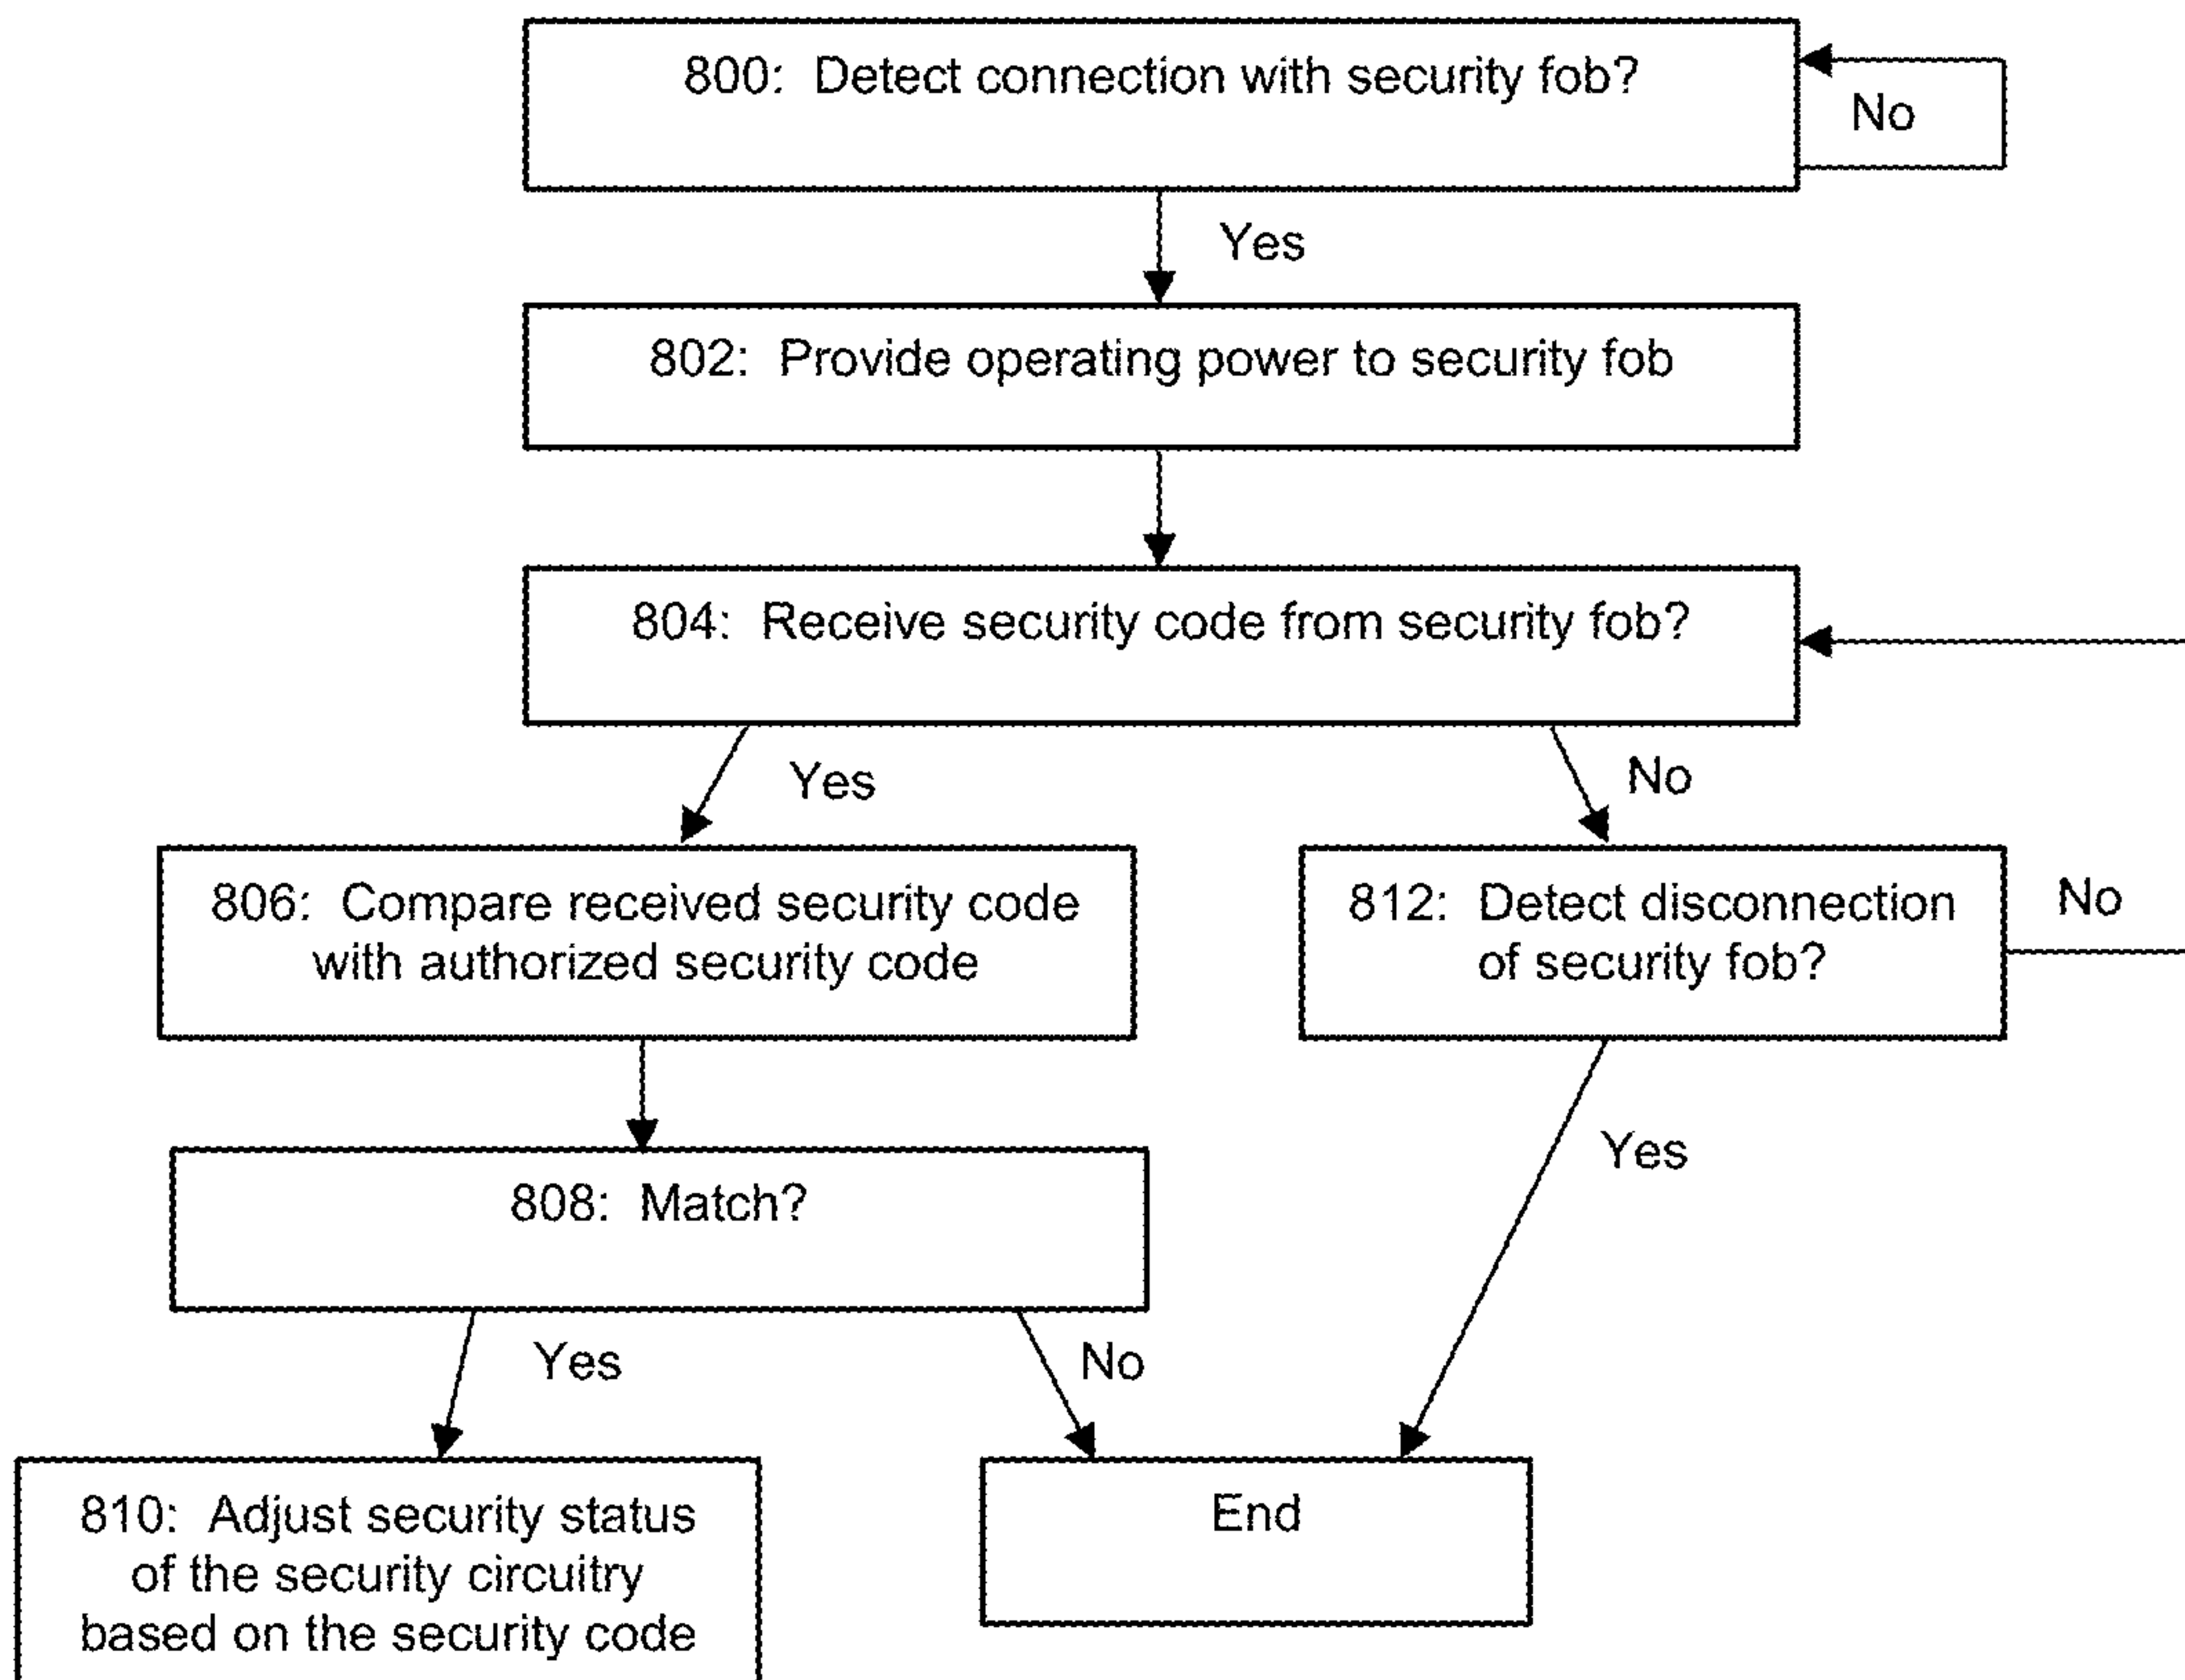 800: Detect connection with security fob?
No
Yes
802: Provide operating power to security fob
804: Receive security code from security fob?
Yes
No
806: Compare received security code
with authorized security code
812: Detect disconnection
of security fob?
No
808: Match?
Yes
Yes
No
810: Adjust security status
of the security circuitry
based on the security code
End